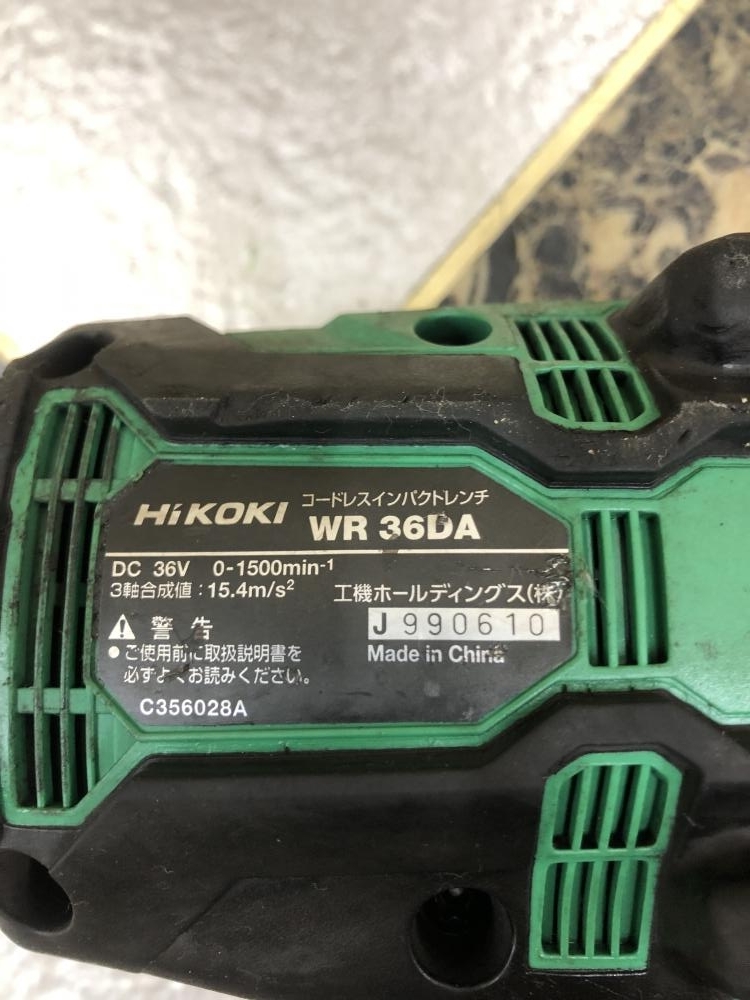 HiKOKI コードレスインパクトレンチ
WR 36DA
DC 36V 0-1500min-1
3軸合成値：15.4m/s2
工機ホールディングス(株)
J990610
Made in China
警告
●ご使用前に取扱説明書を
必ずよくお読みください。
C356028A